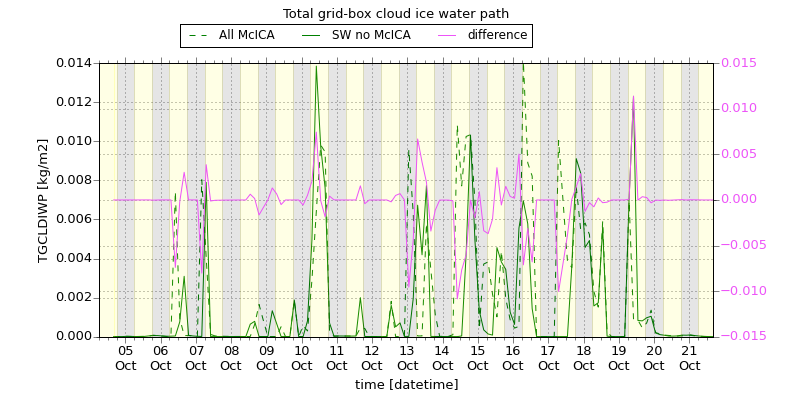 Total grid-box cloud ice water path
All McICA SW no McICA difference
0.014 0.015
0.012 0.010
0.010 0.005
0.008 0.000
0.006 −0.005
0.004 −0.010
0.002 −0.015
0.000
TGCLDIWP [kg/m2]
05 06 07 08 09 10 11 12 13 14 15 16 17 18 19 20 21
Oct Oct Oct Oct Oct Oct Oct Oct Oct Oct Oct Oct Oct Oct Oct Oct Oct
time [datetime]